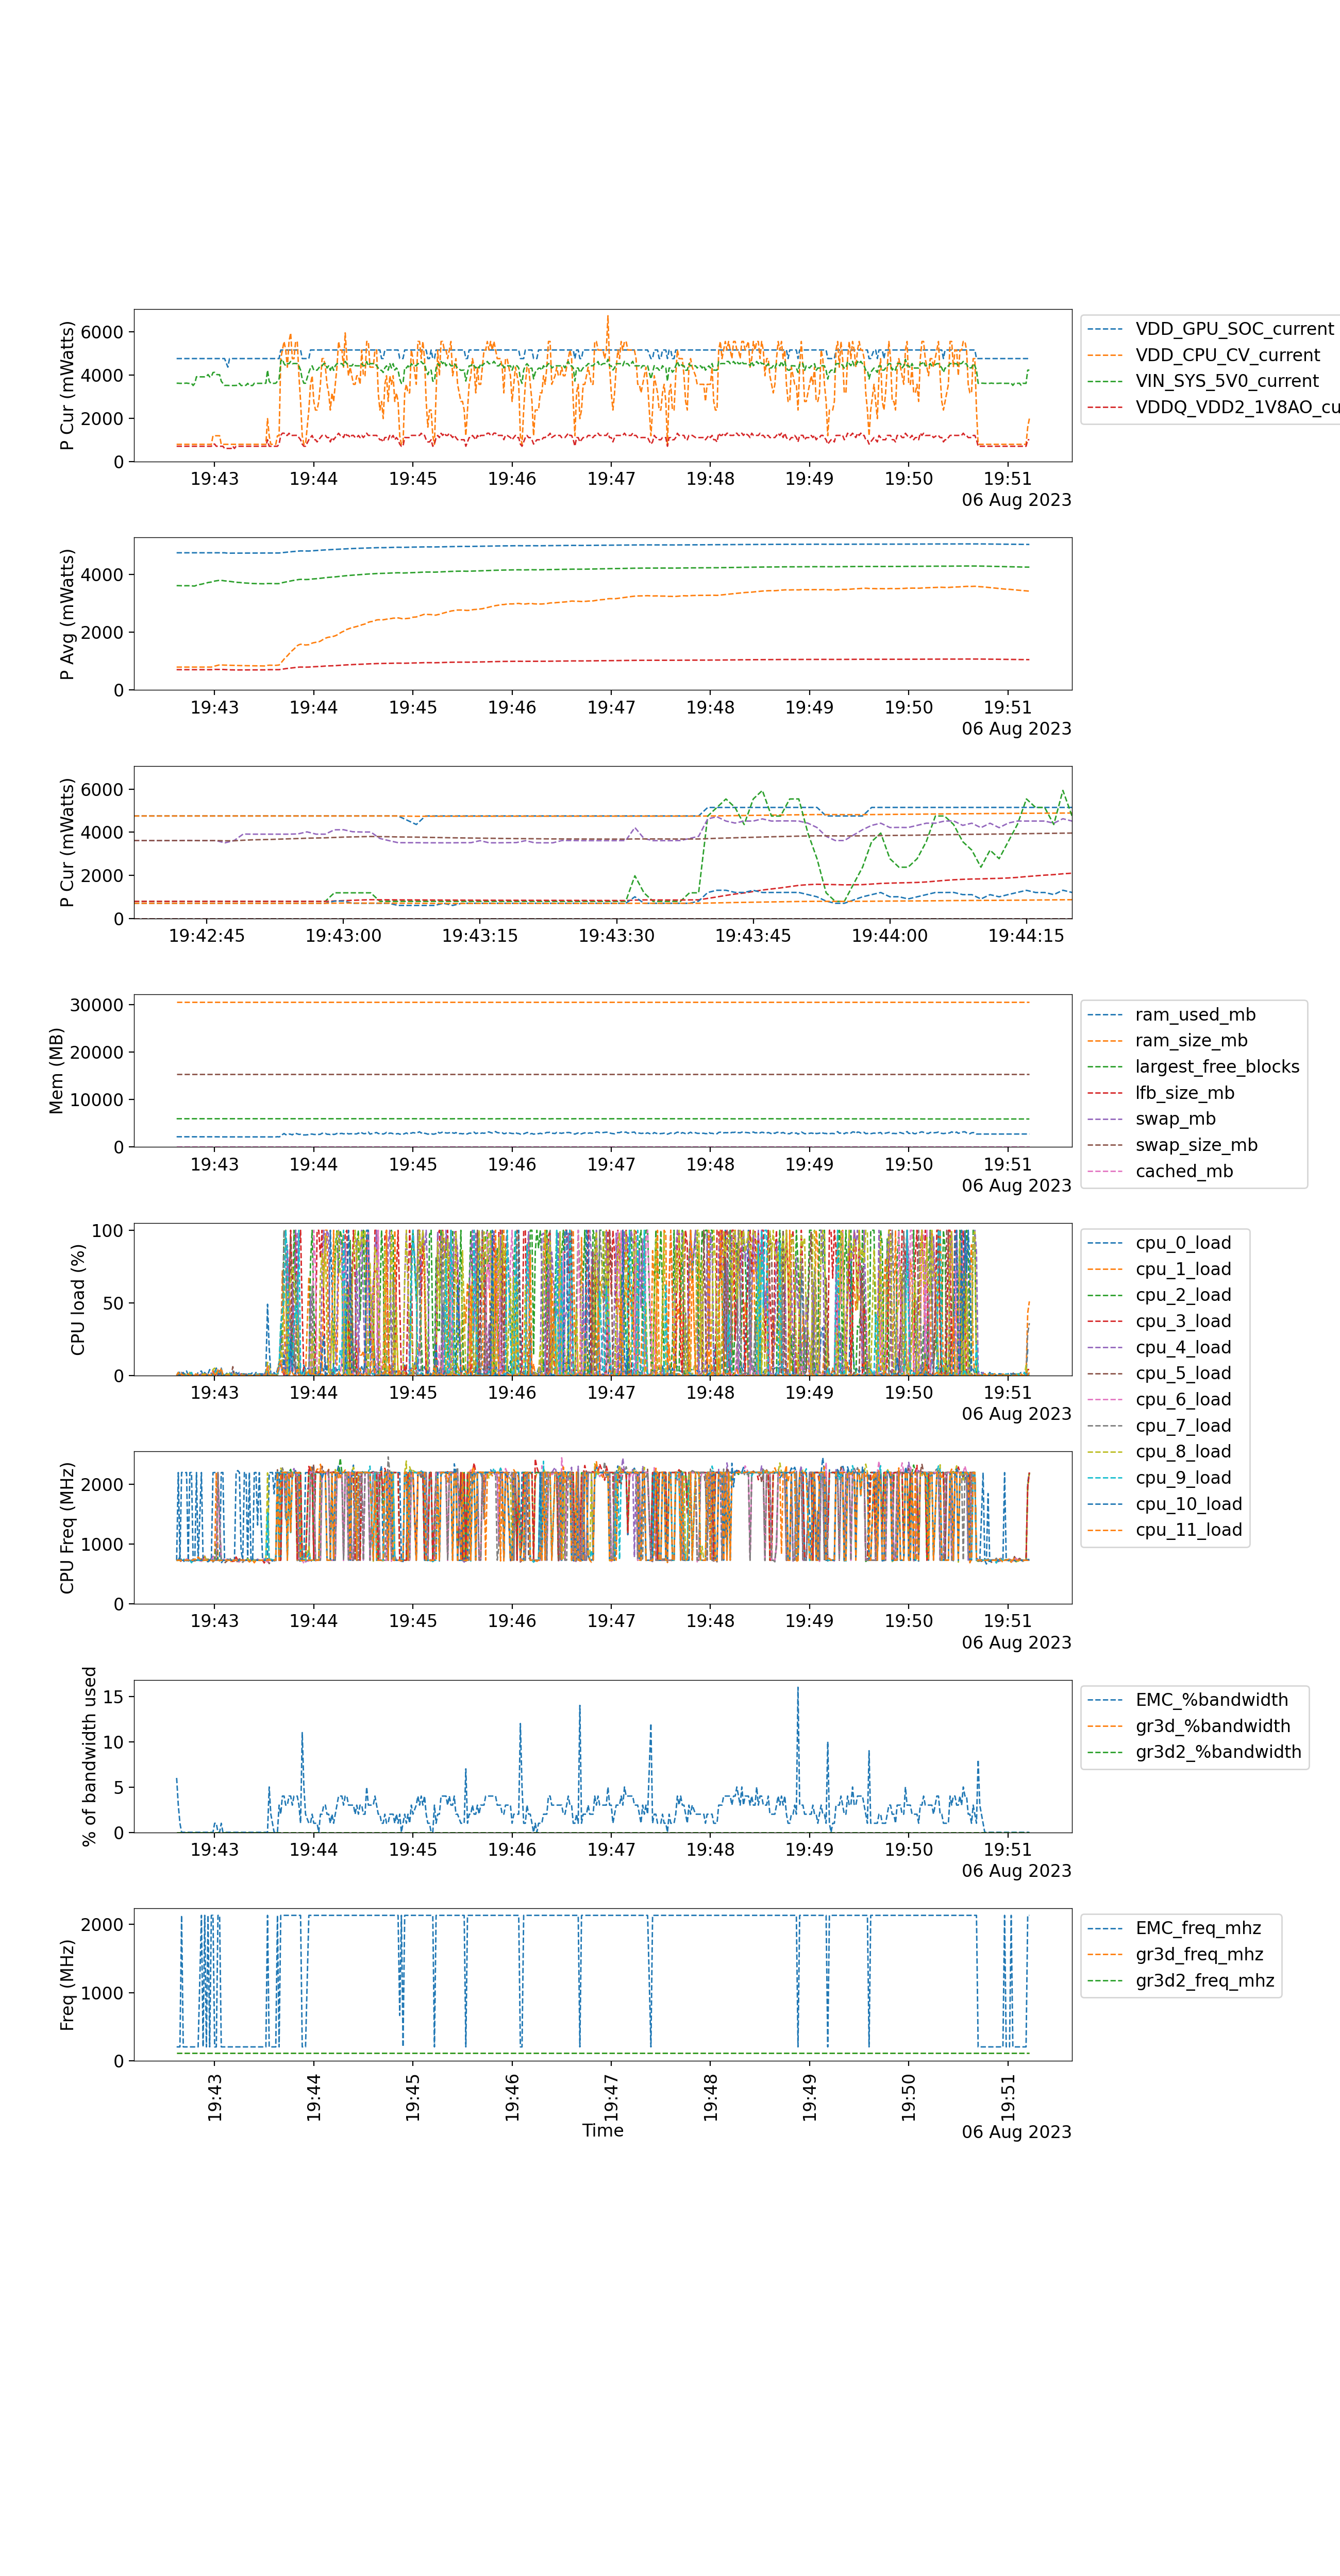 P Cur (mWatts)
6000
4000
2000
0
19:43 19:44 19:45 19:46 19:47 19:48 19:49 19:50 19:51
06 Aug 2023
VDD_GPU_SOC_current
VDD_CPU_CV_current
VIN_SYS_5V0_current
VDDQ_VDD2_1V8AO_cu
P Avg (mWatts)
4000
2000
0
19:43 19:44 19:45 19:46 19:47 19:48 19:49 19:50 19:51
06 Aug 2023
P Cur (mWatts)
6000
4000
2000
0
19:42:45 19:43:00 19:43:15 19:43:30 19:43:45 19:44:00 19:44:15
Mem (MB)
30000
20000
10000
0
19:43 19:44 19:45 19:46 19:47 19:48 19:49 19:50 19:51
06 Aug 2023
ram_used_mb
ram_size_mb
largest_free_blocks
lfb_size_mb
swap_mb
swap_size_mb
cached_mb
CPU load (%)
100
50
0
19:43 19:44 19:45 19:46 19:47 19:48 19:49 19:50 19:51
06 Aug 2023
cpu_0_load
cpu_1_load
cpu_2_load
cpu_3_load
cpu_4_load
cpu_5_load
cpu_6_load
cpu_7_load
cpu_8_load
cpu_9_load
cpu_10_load
cpu_11_load
CPU Freq (MHz)
2000
1000
0
19:43 19:44 19:45 19:46 19:47 19:48 19:49 19:50 19:51
06 Aug 2023
% of bandwidth used
15
10
5
0
19:43 19:44 19:45 19:46 19:47 19:48 19:49 19:50 19:51
06 Aug 2023
EMC_%bandwidth
gr3d_%bandwidth
gr3d2_%bandwidth
Freq (MHz)
2000
1000
0
19:43 19:44 19:45 19:46 19:47 19:48 19:49 19:50 19:51
Time
06 Aug 2023
EMC_freq_mhz
gr3d_freq_mhz
gr3d2_freq_mhz